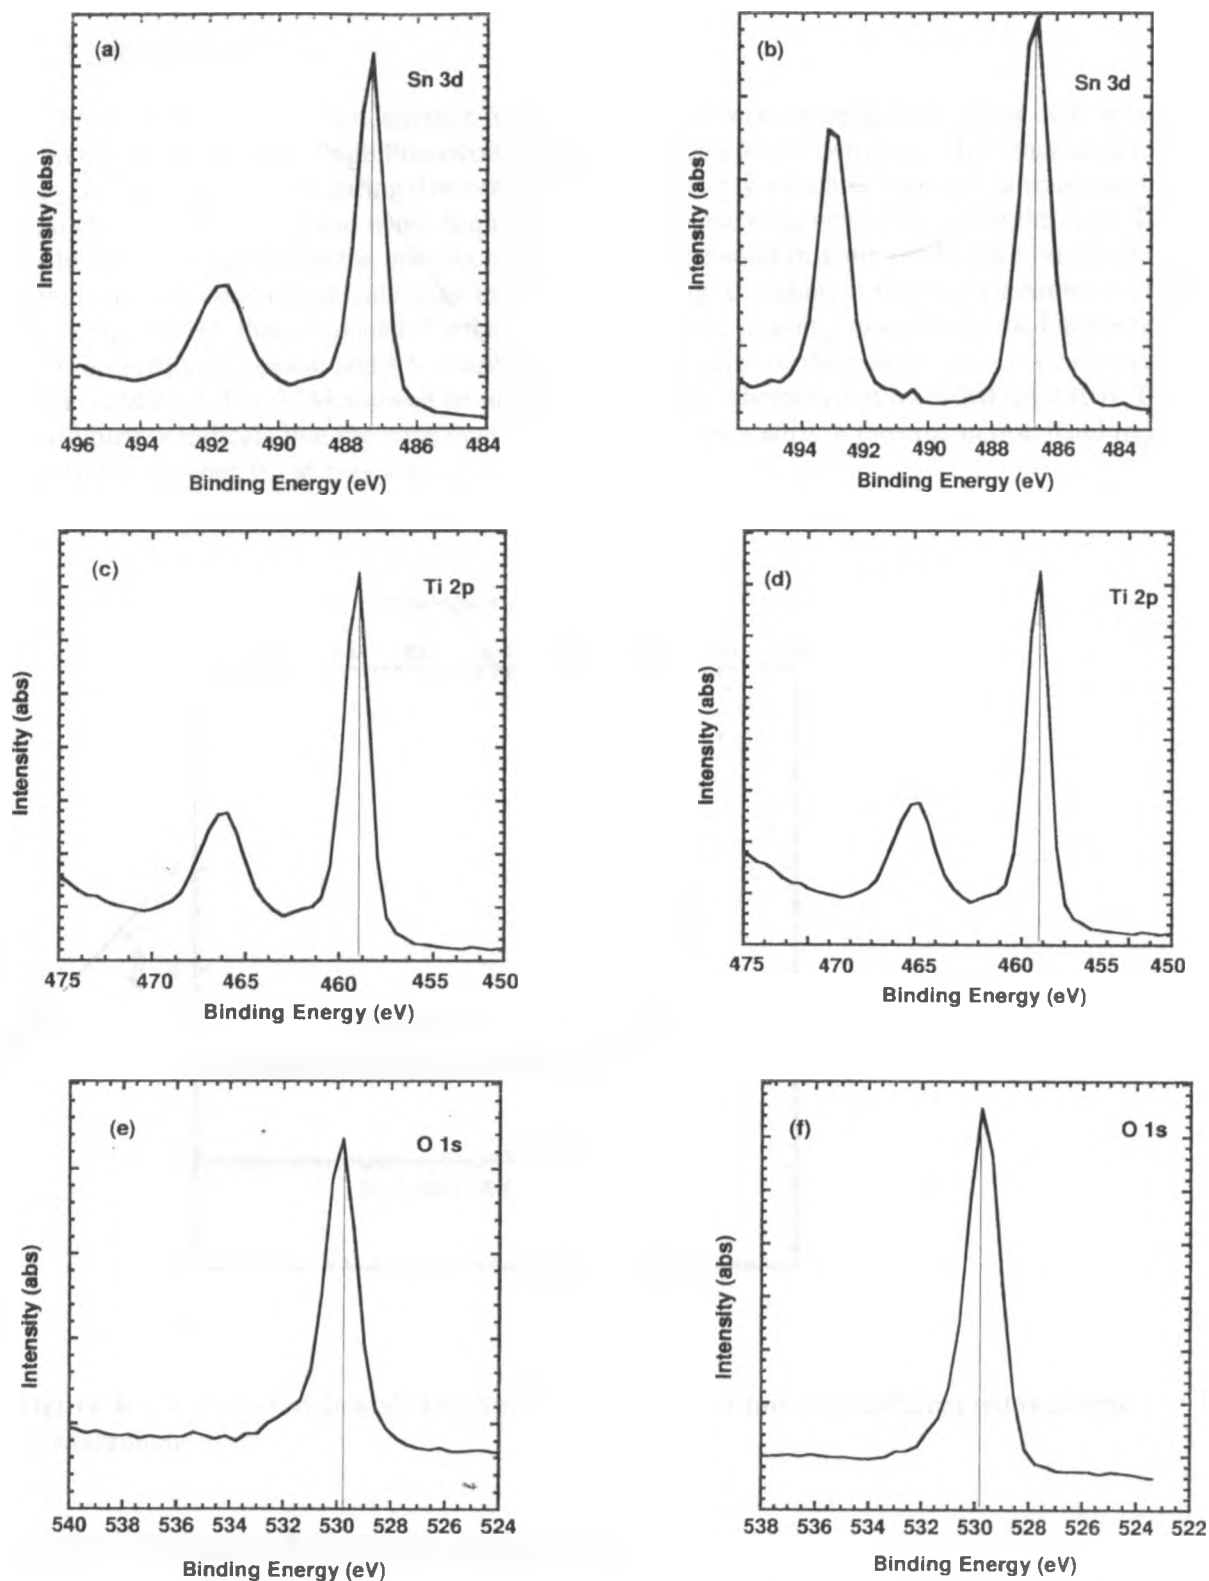 (a)
Sn 3d
Intensity (abs)
496 494 492 490 488 486 484
Binding Energy (eV)
(b)
Sn 3d
Intensity (abs)
494 492 490 488 486 484
Binding Energy (eV)
(c)
Ti 2p
Intensity (abs)
475 470 465 460 455 450
Binding Energy (eV)
(d)
Ti 2p
Intensity (abs)
475 470 465 460 455 450
Binding Energy (eV)
(e)
O 1s
Intensity (abs)
540 538 536 534 532 530 528 526 524
Binding Energy (eV)
(f)
O 1s
Intensity (abs)
538 536 534 532 530 528 526 524 522
Binding Energy (eV)